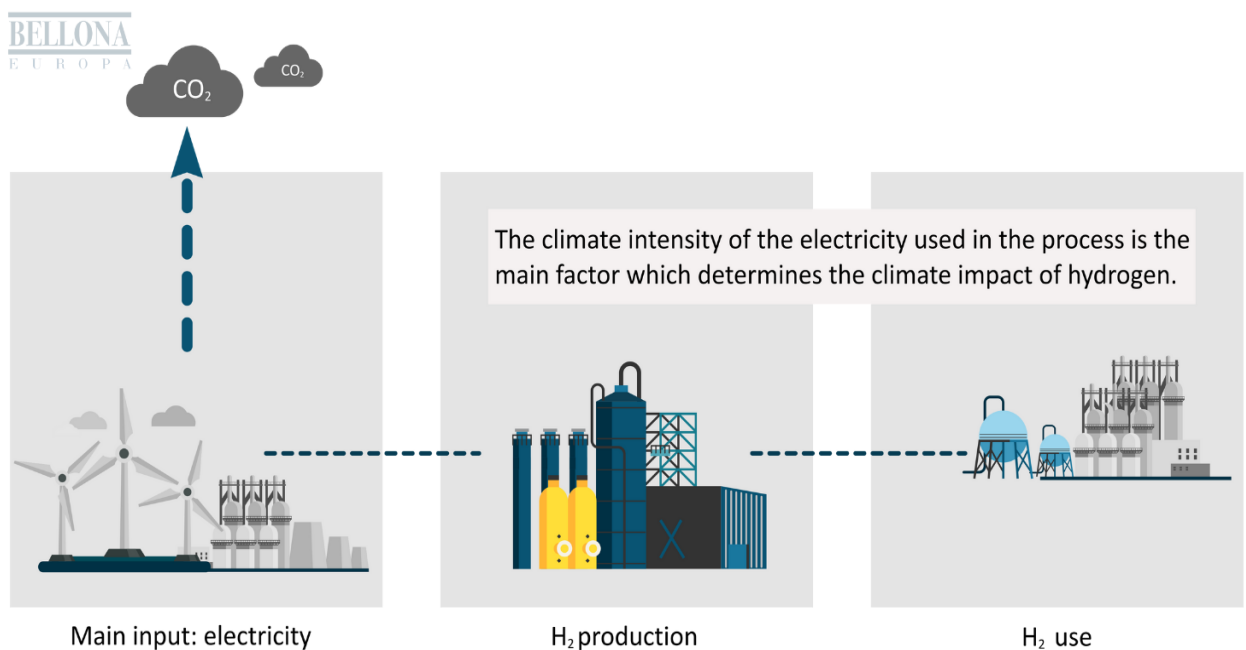 BELLONA
EUROPA
CO₂
CO₂
The climate intensity of the electricity used in the process is the
main factor which determines the climate impact of hydrogen.
Main input: electricity
H₂ production
H₂ use